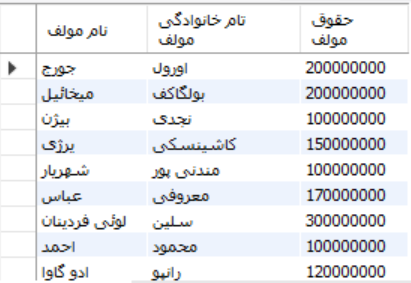 نام مولف	تام خانوادگی مولف	حقوق مولف
جورج	اورول	200000000
میخائیل	بولگاکف	200000000
بیژن	نجدی	100000000
یرژی	کاشینسکی	150000000
شهریار	مندنی پور	100000000
عباس	معروفی	170000000
لوئی فردینان	سلین	300000000
احمد	محمود	100000000
ادو گاوا	رانپو	120000000